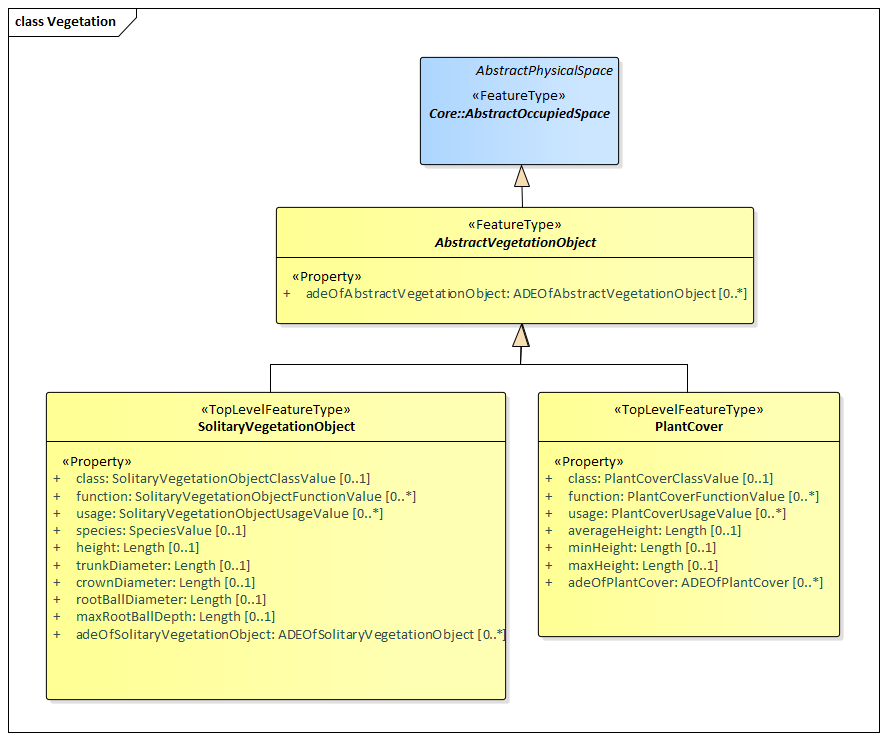 class Vegetation
AbstractPhysicalSpace
«FeatureType»
Core::AbstractOccupiedSpace
«FeatureType»
AbstractVegetationObject
«Property»
+ adeOfAbstractVegetationObject: ADEOfAbstractVegetationObject [0..*]
«TopLevelFeatureType»
SolitaryVegetationObject
«Property»
+ class: SolitaryVegetationObjectClassValue [0..1]
+ function: SolitaryVegetationObjectFunctionValue [0..*]
+ usage: SolitaryVegetationObjectUsageValue [0..*]
+ species: SpeciesValue [0..1]
+ height: Length [0..1]
+ trunkDiameter: Length [0..1]
+ crownDiameter: Length [0..1]
+ rootBallDiameter: Length [0..1]
+ maxRootBallDepth: Length [0..1]
+ adeOfSolitaryVegetationObject: ADEOfSolitaryVegetationObject [0..*]
«TopLevelFeatureType»
PlantCover
«Property»
+ class: PlantCoverClassValue [0..1]
+ function: PlantCoverFunctionValue [0..*]
+ usage: PlantCoverUsageValue [0..*]
+ averageHeight: Length [0..1]
+ minHeight: Length [0..1]
+ maxHeight: Length [0..1]
+ adeOfPlantCover: ADEOfPlantCover [0..*]